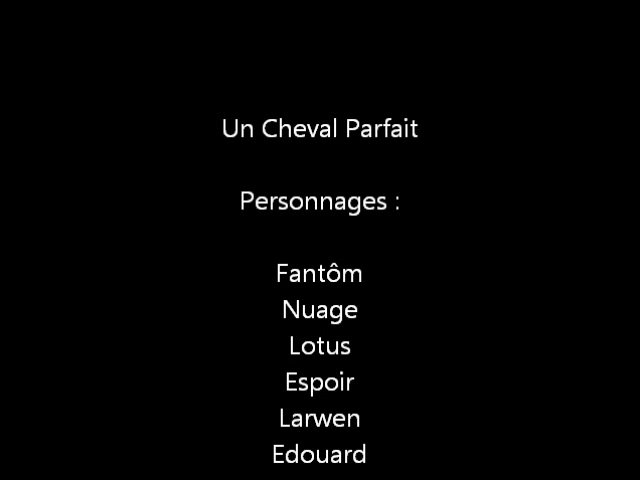 Un Cheval Parfait
Personnages :
Fantôm
Nuage
Lotus
Espoir
Larwen
Edouard